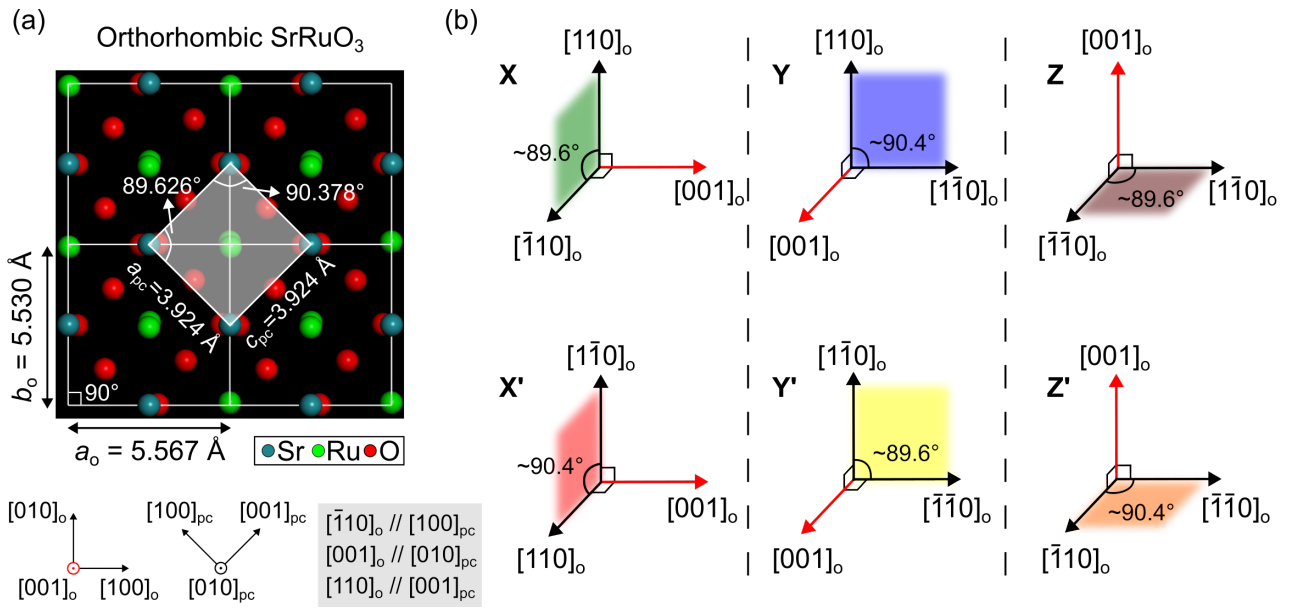 (a)
Orthorhombic SrRuO₃
89.626°
90.378°
aₚc =3.924 Å
cₚc=3.924 Å
bₒ = 5.530 Å
90°
aₒ = 5.567 Å
Sr Ru O
[010]ₒ
[001]ₒ
[100]ₒ
[100]pc
[001]pc
[010]pc
[1̅10]ₒ // [100]pc
[001]ₒ // [010]pc
[110]ₒ // [001]pc
(b)
X
[110]ₒ
~89.6°
[001]ₒ
[1̅10]ₒ
Y
[110]ₒ
~90.4°
[11̅0]ₒ
[001]ₒ
Z
[001]ₒ
[11̅0]ₒ
~89.6°
[1̅1̅0]ₒ
X'
[11̅0]ₒ
~90.4°
[001]ₒ
[110]ₒ
Y'
[11̅0]ₒ
~89.6°
[1̅1̅0]ₒ
[001]ₒ
Z'
[001]ₒ
[1̅1̅0]ₒ
~90.4°
[1̅10]ₒ